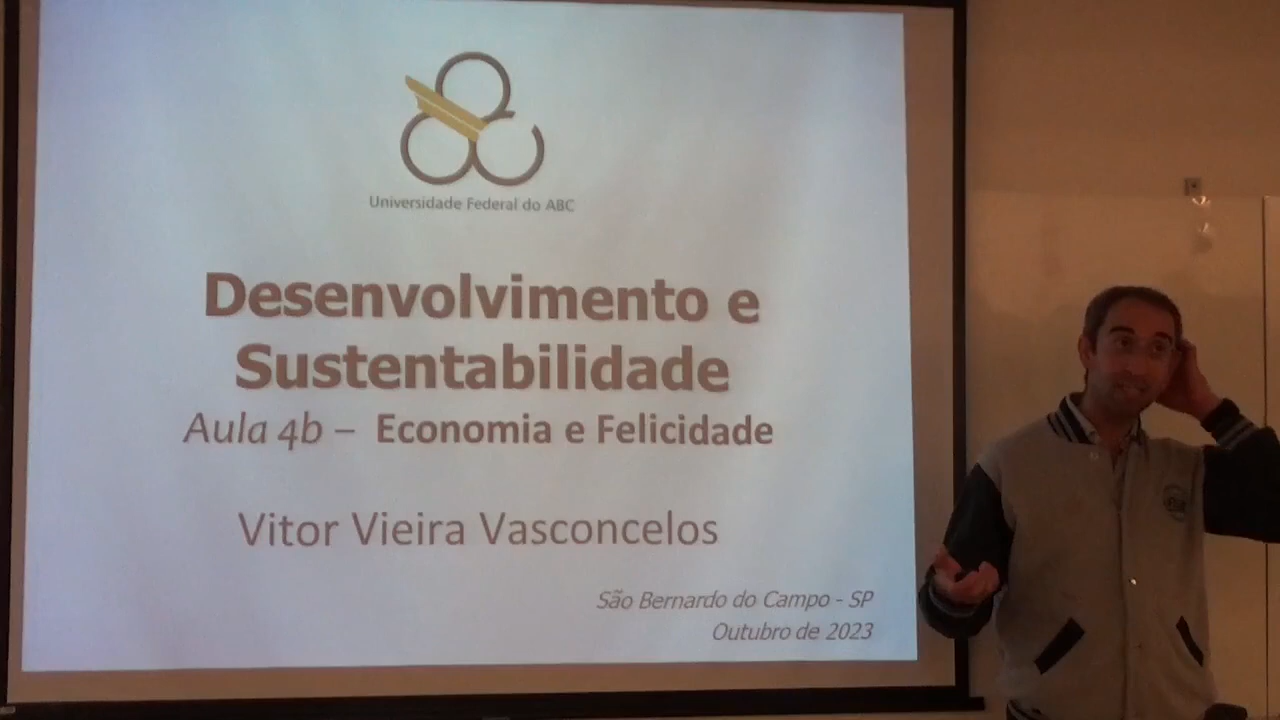 Universidade Federal do ABC
Desenvolvimento e
Sustentabilidade
Aula 4b – Economia e Felicidade
Vitor Vieira Vasconcelos
São Bernardo do Campo - SP
Outubro de 2023